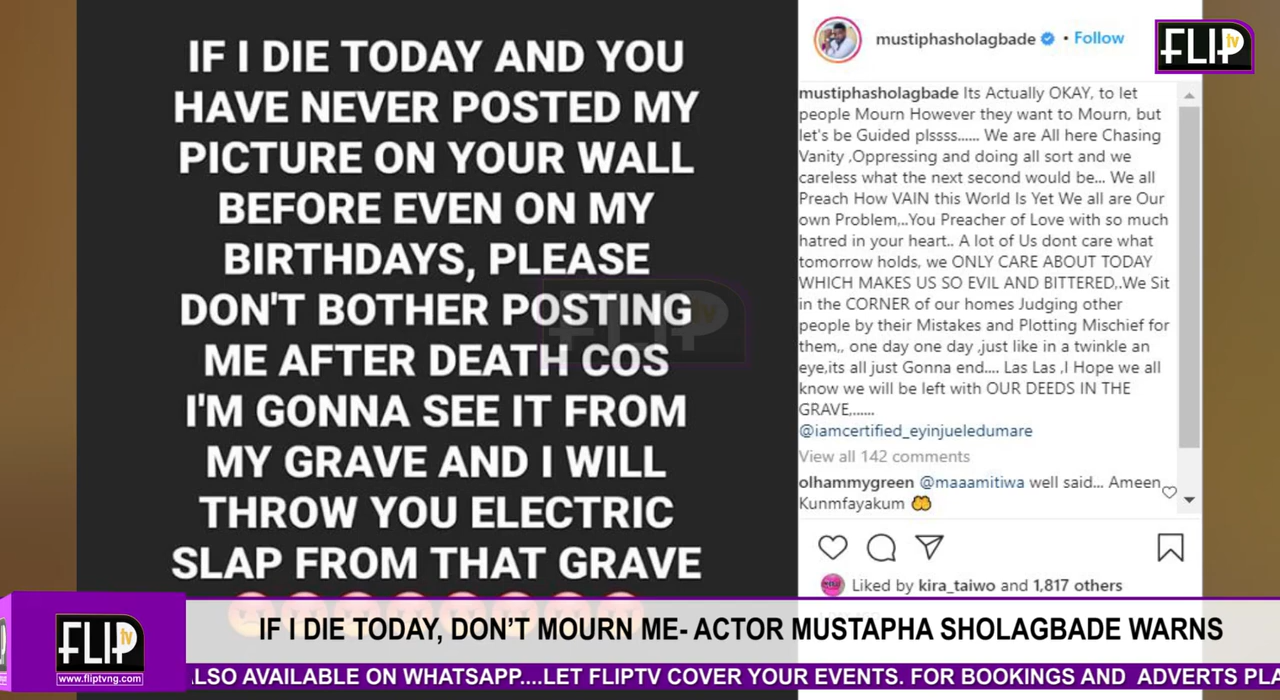 IF I DIE TODAY AND YOU
HAVE NEVER POSTED MY
PICTURE ON YOUR WALL
BEFORE EVEN ON MY
BIRTHDAYS, PLEASE
DON'T BOTHER POSTING
ME AFTER DEATH COS
I'M GONNA SEE IT FROM
MY GRAVE AND I WILL
THROW YOU ELECTRIC
SLAP FROM THAT GRAVE
mustiphasholagbade • Follow
mustiphasholagbade Its Actually OKAY, to let
people Mourn However they want to Mourn, but
let's be Guided plssss...... We are All here Chasing
Vanity ,Oppressing and doing all sort and we
careless what the next second would be... We all
Preach How VAIN this World Is Yet We all are Our
own Problem,..You Preacher of Love with so much
hatred in your heart.. A lot of Us dont care what
tomorrow holds, we ONLY CARE ABOUT TODAY
WHICH MAKES US SO EVIL AND BITTERED,.We Sit
in the CORNER of our homes Judging other
people by their Mistakes and Plotting Mischief for
them,, one day one day ,just like in a twinkle an
eye,its all just Gonna end.... Las Las ,I Hope we all
know we will be left with OUR DEEDS IN THE
GRAVE,......
@iamcertified_eyinjueledumare
View all 142 comments
olhammygreen @maaamitiwa well said... Ameen
Kunmfayakum
Liked by kira_taiwo and 1,817 others
FLIP tv
FLIP tv
FLIP tv
www.fliptvng.com
IF I DIE TODAY, DON'T MOURN ME- ACTOR MUSTAPHA SHOLAGBADE WARNS
LSO AVAILABLE ON WHATSAPP....LET FLIPTV COVER YOUR EVENTS. FOR BOOKINGS AND ADVERTS PLA